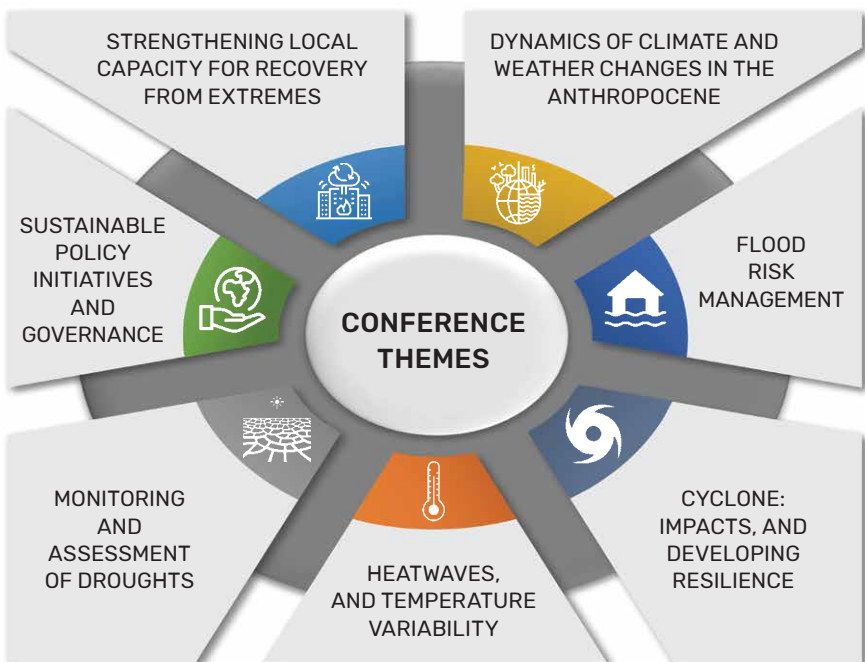 STRENGTHENING LOCAL
CAPACITY FOR RECOVERY
FROM EXTREMES
DYNAMICS OF CLIMATE AND
WEATHER CHANGES IN THE
ANTHROPOCENE
SUSTAINABLE
POLICY
INITIATIVES
AND
GOVERNANCE
FLOOD
RISK
MANAGEMENT
CONFERENCE
THEMES
MONITORING
AND
ASSESSMENT
OF DROUGHTS
HEATWAVES,
AND TEMPERATURE
VARIABILITY
CYCLONE:
IMPACTS, AND
DEVELOPING
RESILIENCE